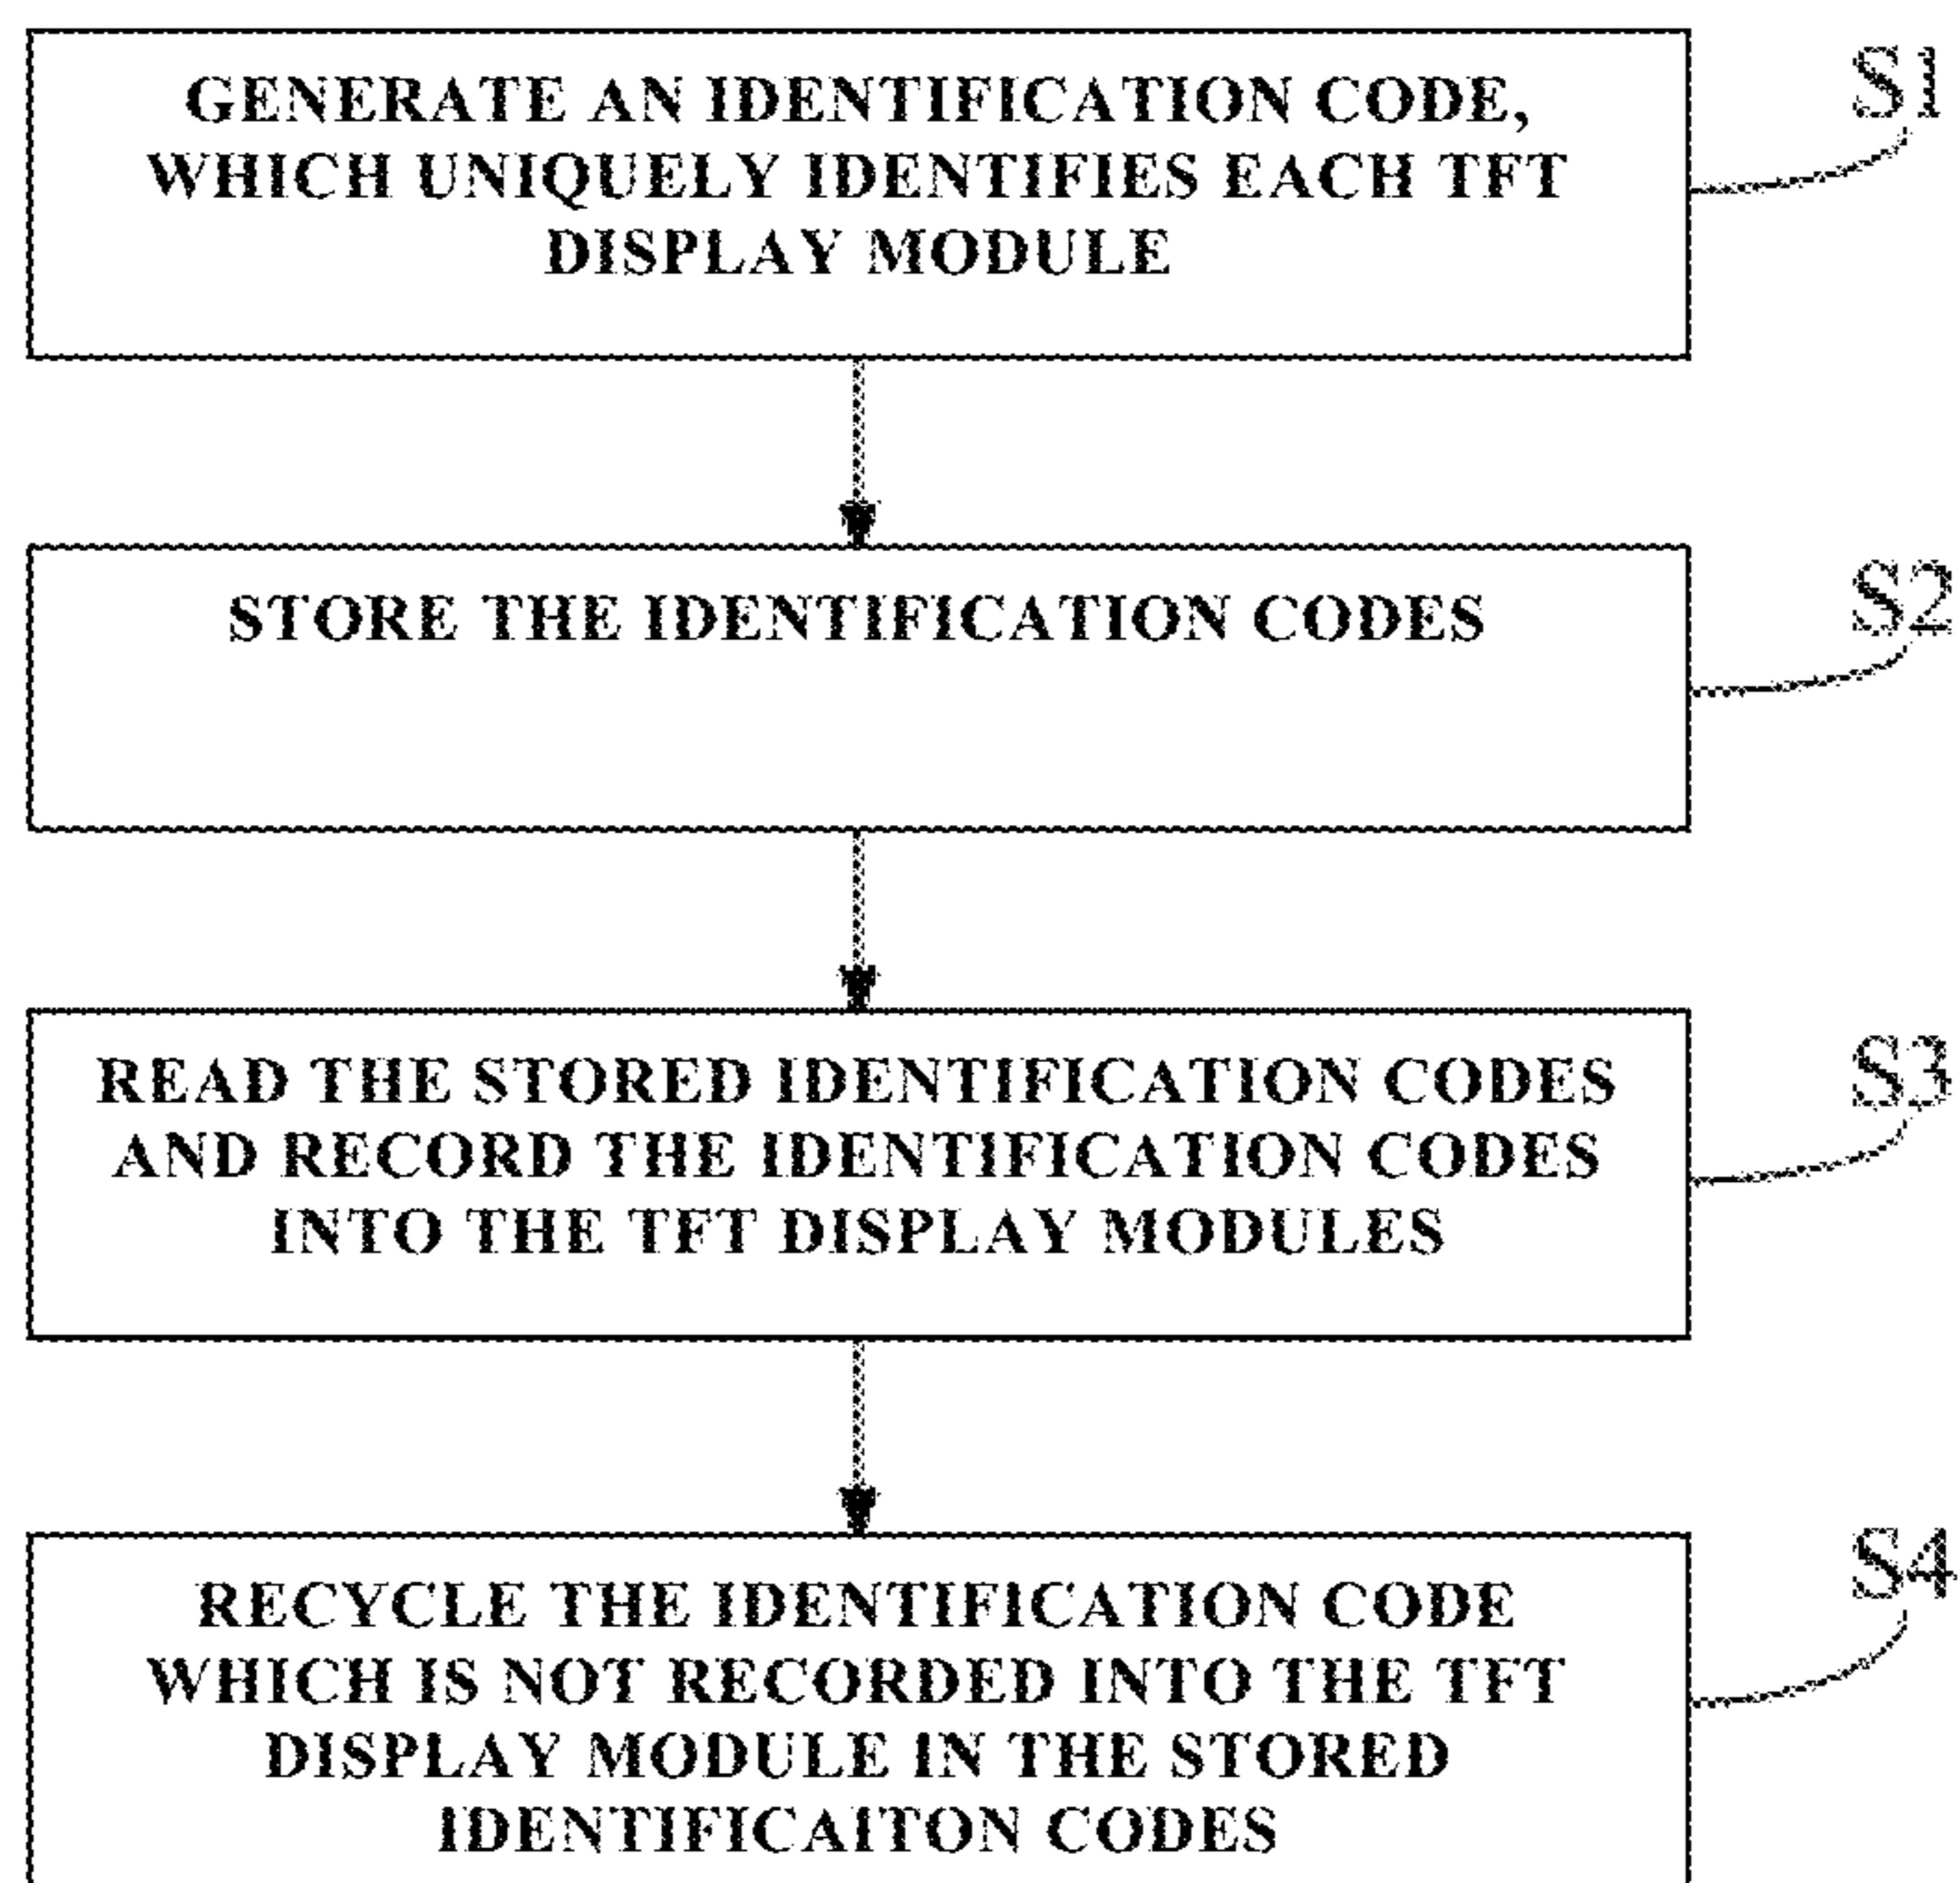 GENERATE AN IDENTIFICATION CODE,
WHICH UNIQUELY IDENTIFIES EACH TFT
DISPLAY MODULE
S1
STORE THE IDENTIFICATION CODES
S2
READ THE STORED IDENTIFICATION CODES
AND RECORD THE IDENTIFICATION CODES
INTO THE TFT DISPLAY MODULES
S3
RECYCLE THE IDENTIFICATION CODE
WHICH IS NOT RECORDED INTO THE TFT
DISPLAY MODULE IN THE STORED
IDENTIFICAITON CODES
S4